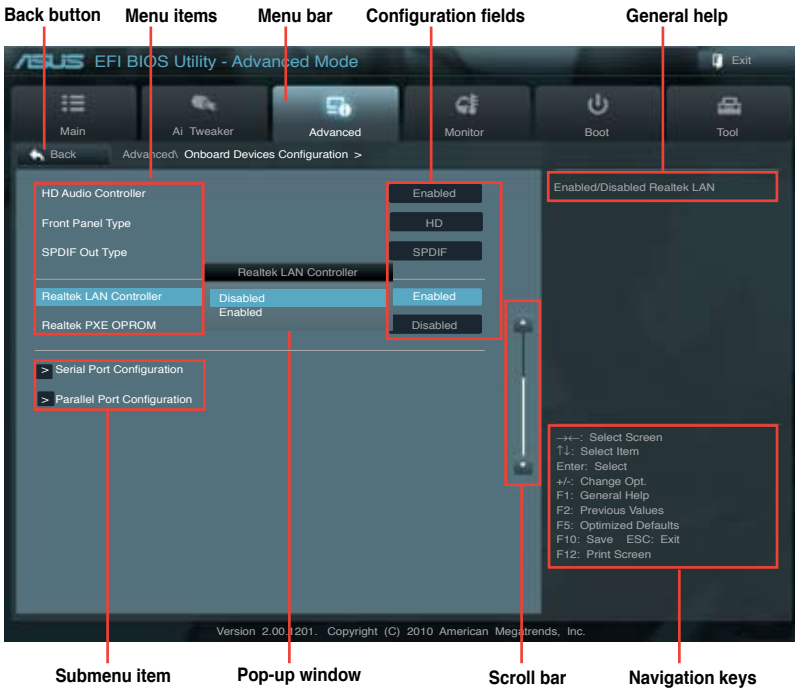 Back button Menu items Menu bar Configuration fields General help
ASUS EFI BIOS Utility - Advanced Mode Exit
Main Ai Tweaker Advanced Monitor Boot Tool
Back Advanced\ Onboard Devices Configuration >
HD Audio Controller Enabled Enabled/Disabled Realtek LAN
Front Panel Type HD
SPDIF Out Type SPDIF
Realtek LAN Controller
Realtek LAN Controller Disabled Enabled
Enabled
Realtek PXE OPROM Disabled
> Serial Port Configuration
> Parallel Port Configuration
→←: Select Screen
↑↓: Select Item
Enter: Select
+/-: Change Opt.
F1: General Help
F2: Previous Values
F5: Optimized Defaults
F10: Save ESC: Exit
F12: Print Screen
Version 2.00.1201. Copyright (C) 2010 American Megatrends, Inc.
Submenu item Pop-up window Scroll bar Navigation keys